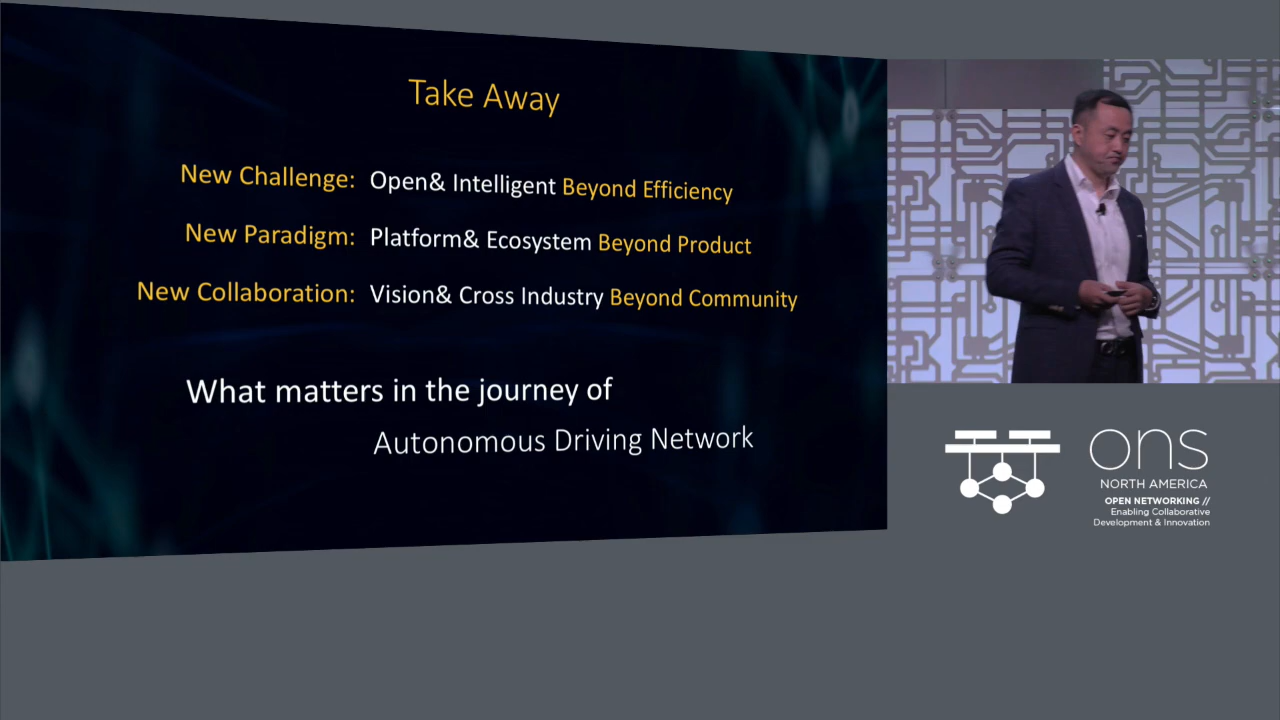 Take Away
New Challenge: Open& Intelligent Beyond Efficiency
New Paradigm: Platform& Ecosystem Beyond Product
New Collaboration: Vision& Cross Industry Beyond Community
What matters in the journey of
Autonomous Driving Network
ons
NORTH AMERICA
OPEN NETWORKING //
Enabling Collaborative
Development & Innovation